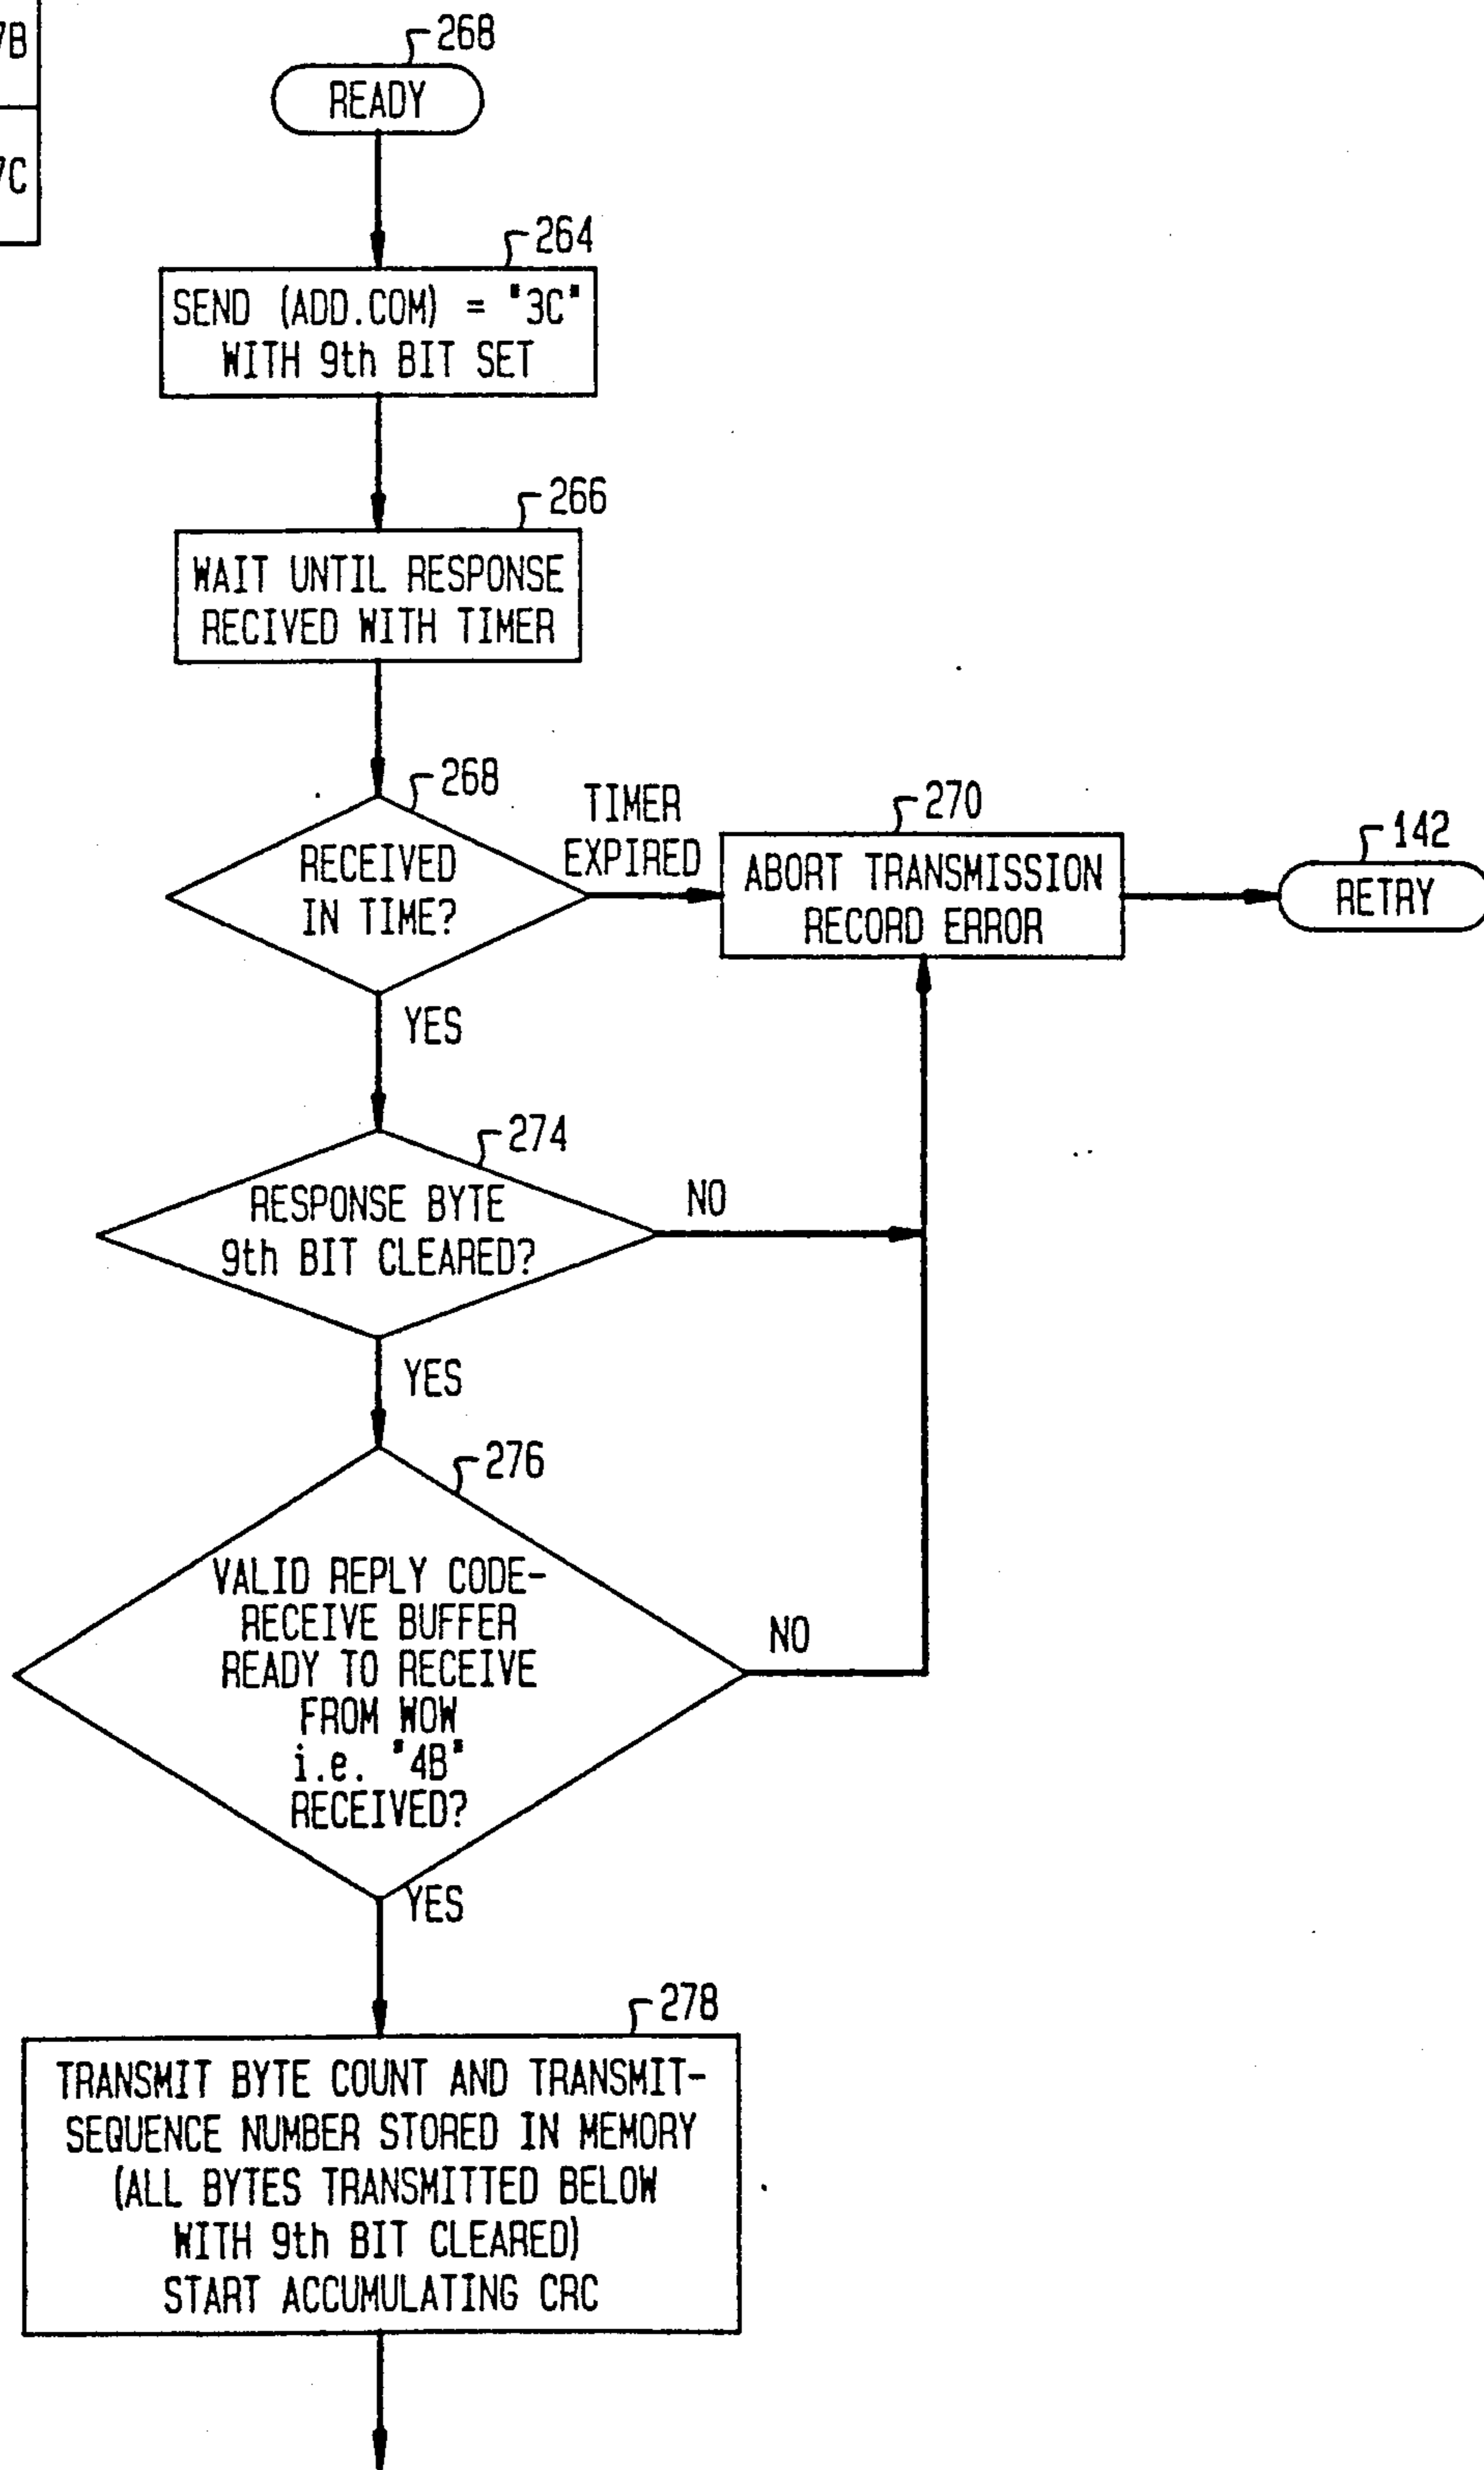 7B
7C
268
READY
264
SEND (ADD.COM) = "3C"
WITH 9th BIT SET
266
WAIT UNTIL RESPONSE
RECIVED WITH TIMER
268
RECEIVED
IN TIME?
TIMER
EXPIRED
270
ABORT TRANSMISSION
RECORD ERROR
142
RETRY
YES
274
RESPONSE BYTE
9th BIT CLEARED?
NO
YES
276
VALID REPLY CODE-
RECEIVE BUFFER
READY TO RECEIVE
FROM WOW
i.e. "4B"
RECEIVED?
NO
YES
278
TRANSMIT BYTE COUNT AND TRANSMIT-
SEQUENCE NUMBER STORED IN MEMORY
(ALL BYTES TRANSMITTED BELOW
WITH 9th BIT CLEARED)
START ACCUMULATING CRC